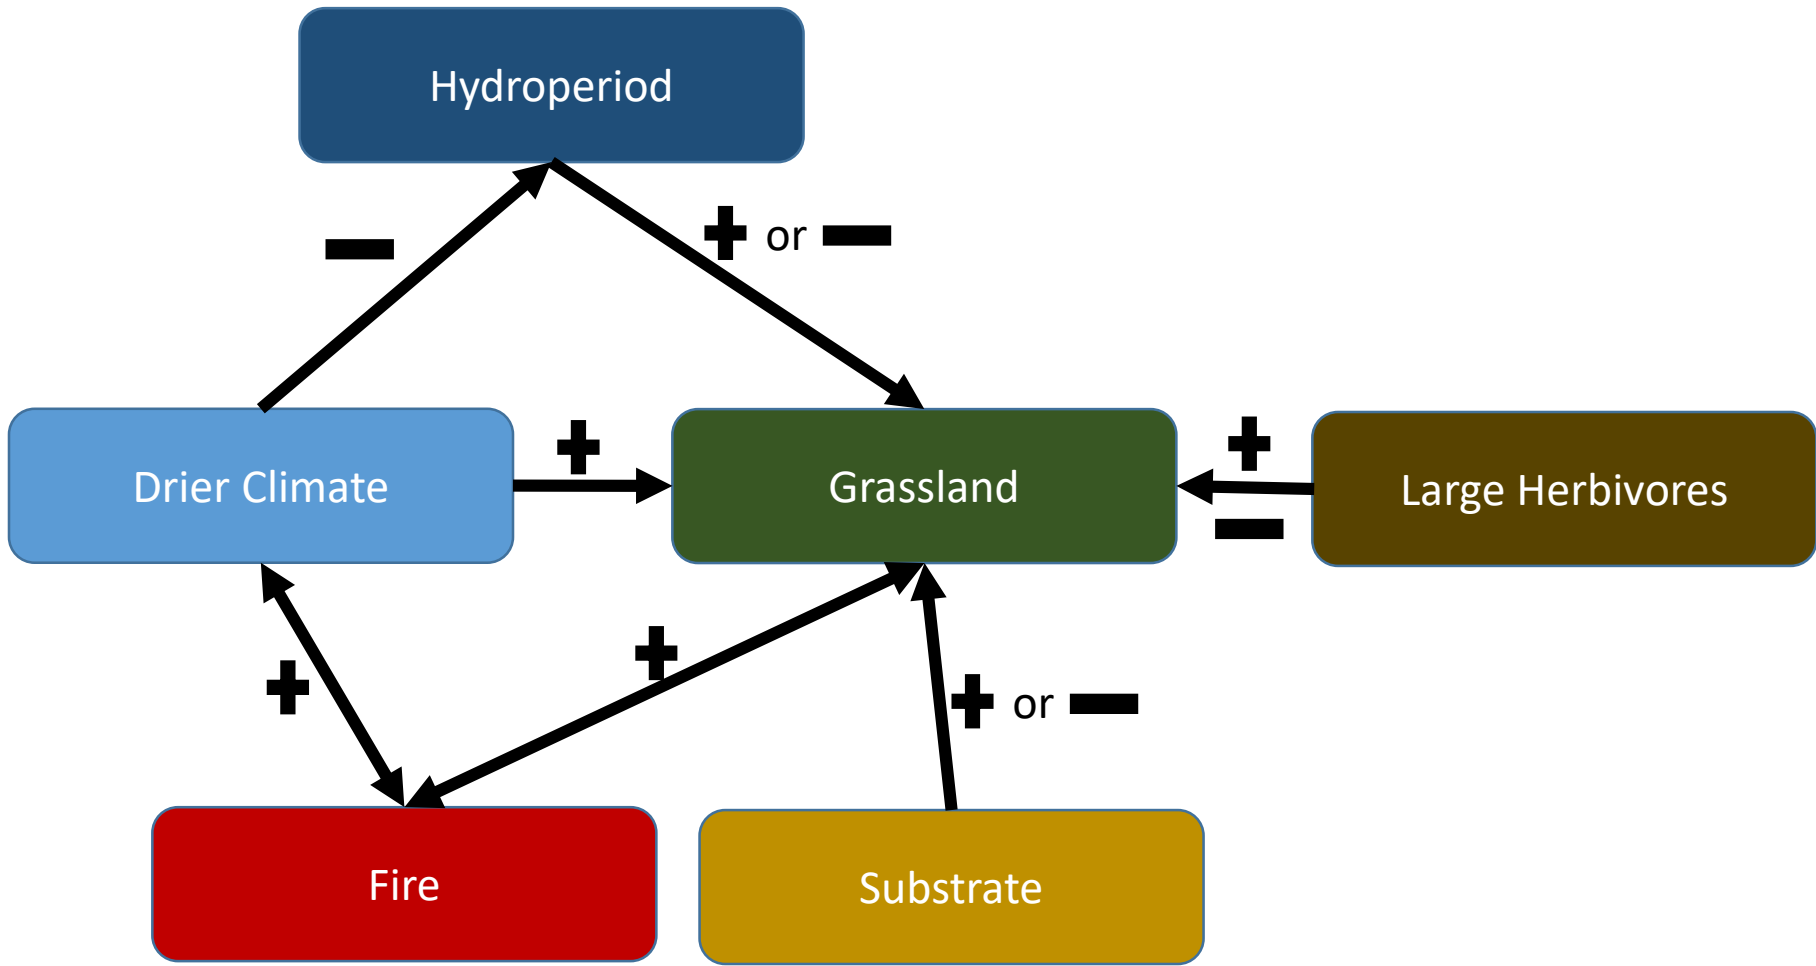 Hydroperiod
−
+ or −
Drier Climate
+
Grassland
+
−
Large Herbivores
+
+
+ or −
Fire
Substrate